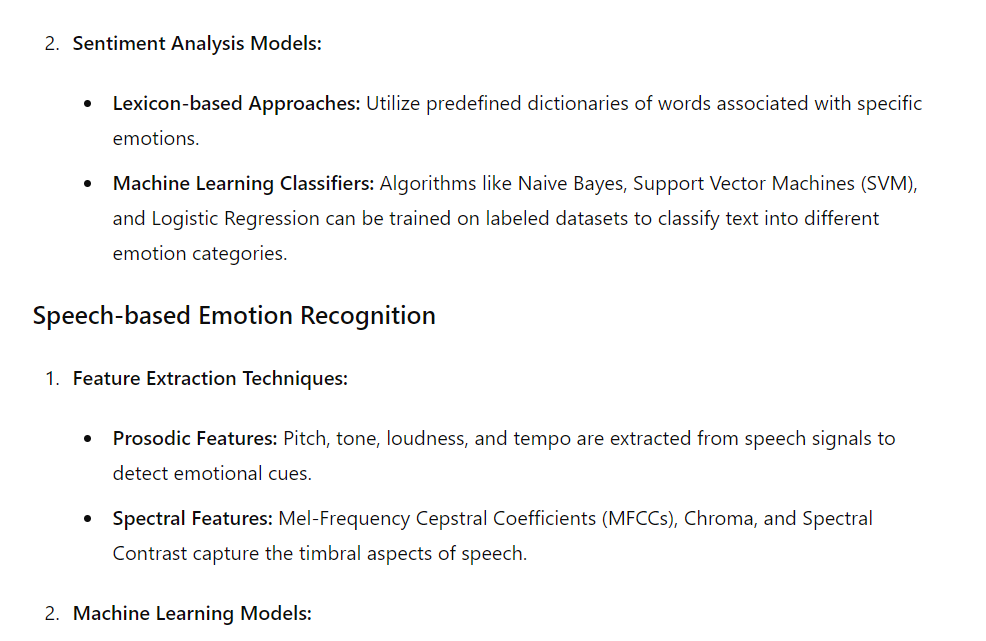 2. Sentiment Analysis Models:
• Lexicon-based Approaches: Utilize predefined dictionaries of words associated with specific
emotions.
• Machine Learning Classifiers: Algorithms like Naive Bayes, Support Vector Machines (SVM),
and Logistic Regression can be trained on labeled datasets to classify text into different
emotion categories.
Speech-based Emotion Recognition
1. Feature Extraction Techniques:
• Prosodic Features: Pitch, tone, loudness, and tempo are extracted from speech signals to
detect emotional cues.
• Spectral Features: Mel-Frequency Cepstral Coefficients (MFCCs), Chroma, and Spectral
Contrast capture the timbral aspects of speech.
2. Machine Learning Models: